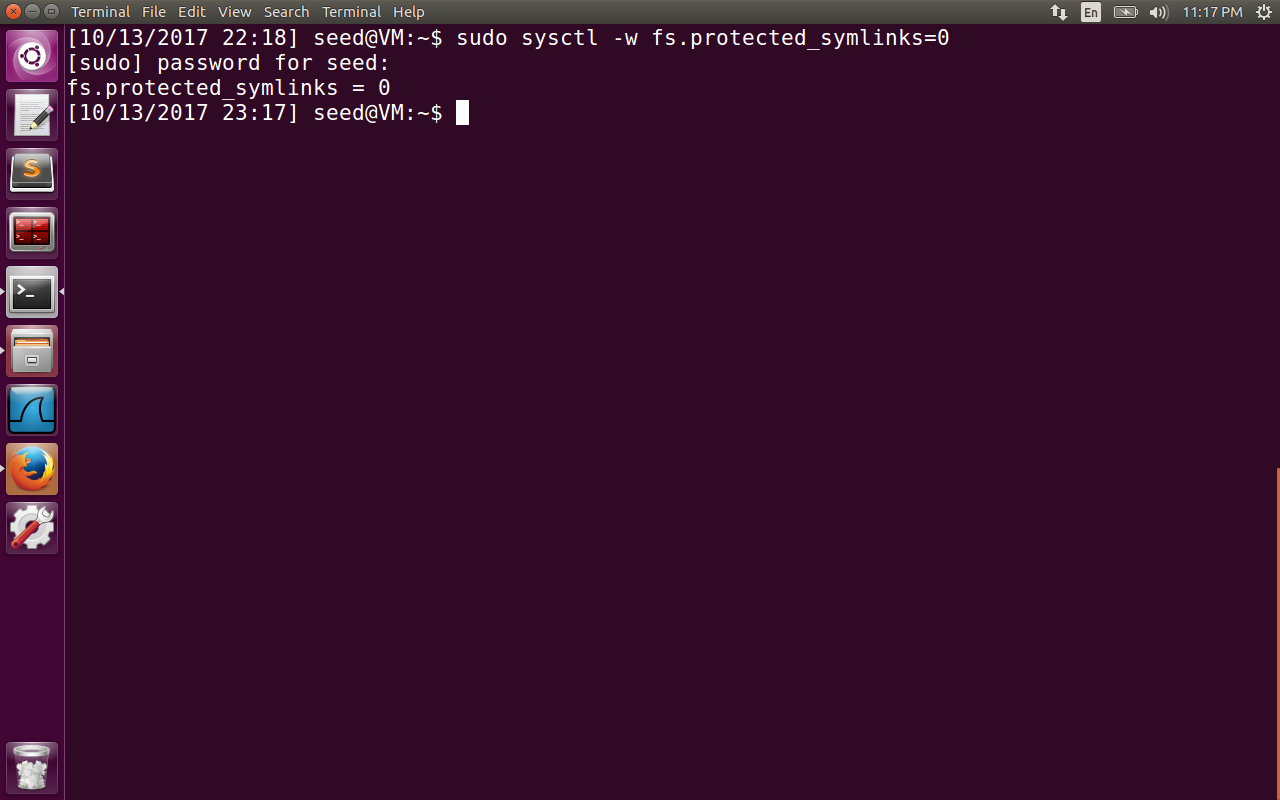 Terminal File Edit View Search Terminal Help En 11:17 PM
[10/13/2017 22:18] seed@VM:~$ sudo sysctl -w fs.protected_symlinks=0
[sudo] password for seed:
fs.protected_symlinks = 0
[10/13/2017 23:17] seed@VM:~$